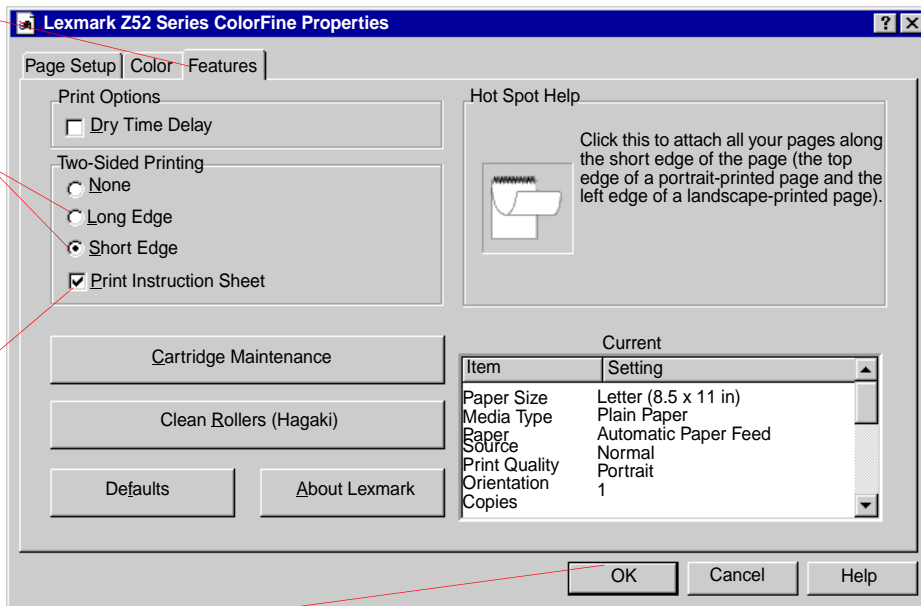 Lexmark Z52 Series ColorFine Properties
Page Setup Color Features
Print Options
Dry Time Delay
Two-Sided Printing
None
Long Edge
Short Edge
Print Instruction Sheet
Hot Spot Help
Click this to attach all your pages along
the short edge of the page (the top
edge of a portrait-printed page and the
left edge of a landscape-printed page).
Cartridge Maintenance
Clean Rollers (Hagaki)
Defaults About Lexmark
Current
Item Setting
Paper Size Letter (8.5 x 11 in)
Media Type Plain Paper
Paper
Source Automatic Paper Feed
Print Quality Normal
Orientation Portrait
Copies 1
OK Cancel Help